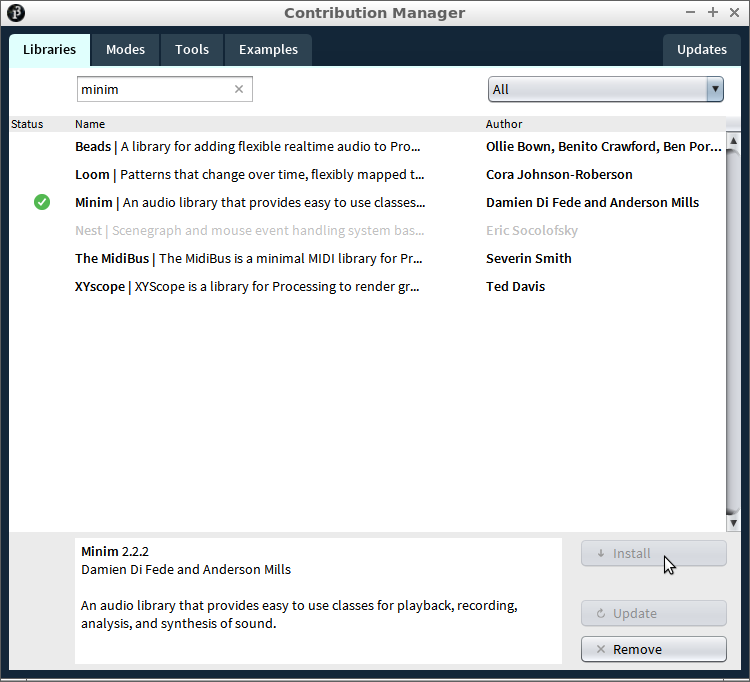 Contribution Manager
Libraries Modes Tools Examples Updates
minim All
Status Name Author
Beads | A library for adding flexible realtime audio to Pro... Ollie Bown, Benito Crawford, Ben Por...
Loom | Patterns that change over time, flexibly mapped t... Cora Johnson-Roberson
Minim | An audio library that provides easy to use classes... Damien Di Fede and Anderson Mills
Nest | Scenegraph and mouse event handling system bas... Eric Socolofsky
The MidiBus | The MidiBus is a minimal MIDI library for Pr... Severin Smith
XYscope | XYScope is a library for Processing to render gr... Ted Davis
Minim 2.2.2
Damien Di Fede and Anderson Mills
An audio library that provides easy to use classes for playback, recording,
analysis, and synthesis of sound.
Install
Update
Remove